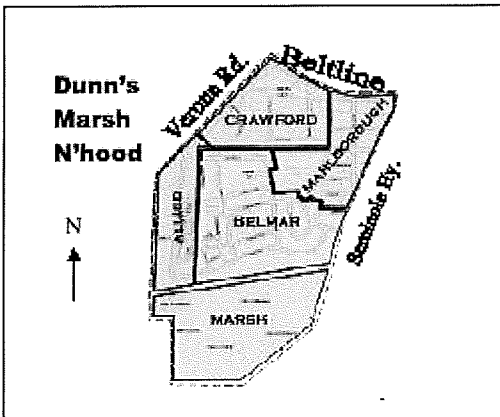 Dunn's
Marsh
N'hood
Verona Rd.
Beltline
CRAWFORD
MARLBOROUGH
ALLIED
BELMAR
Seminole Hy.
N
MARSH